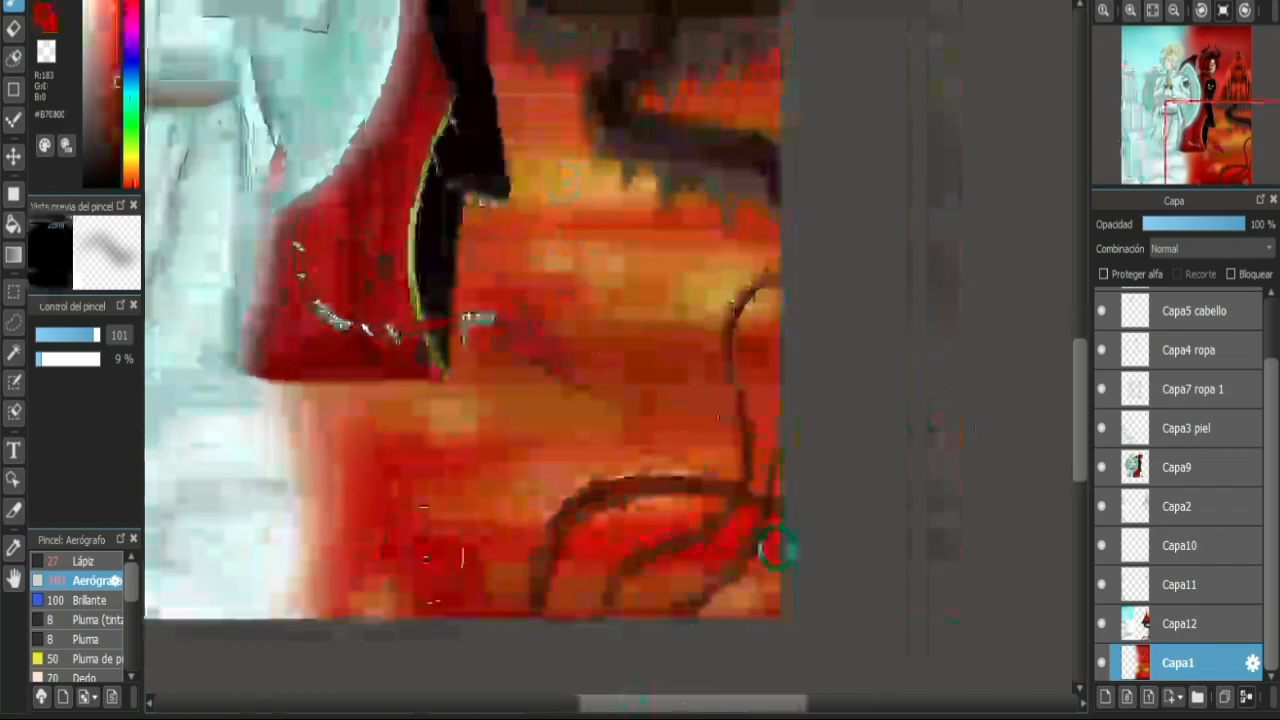 R:183
G:0
B:0
Vista previa del pincel
Control del pincel
101
9 %
Pincel: Aerógrafo
27 Lápiz
101 Aerógrafo
100 Brillante
8 Pluma (tinta
8 Pluma
50 Pluma de pu
70 Dedo
Capa
Opacidad 100 %
Combinación Normal
Proteger alfa Recorte Bloquear
Capa5 cabello
Capa4 ropa
Capa7 ropa 1
Capa3 piel
Capa9
Capa2
Capa10
Capa11
Capa12
Capa1